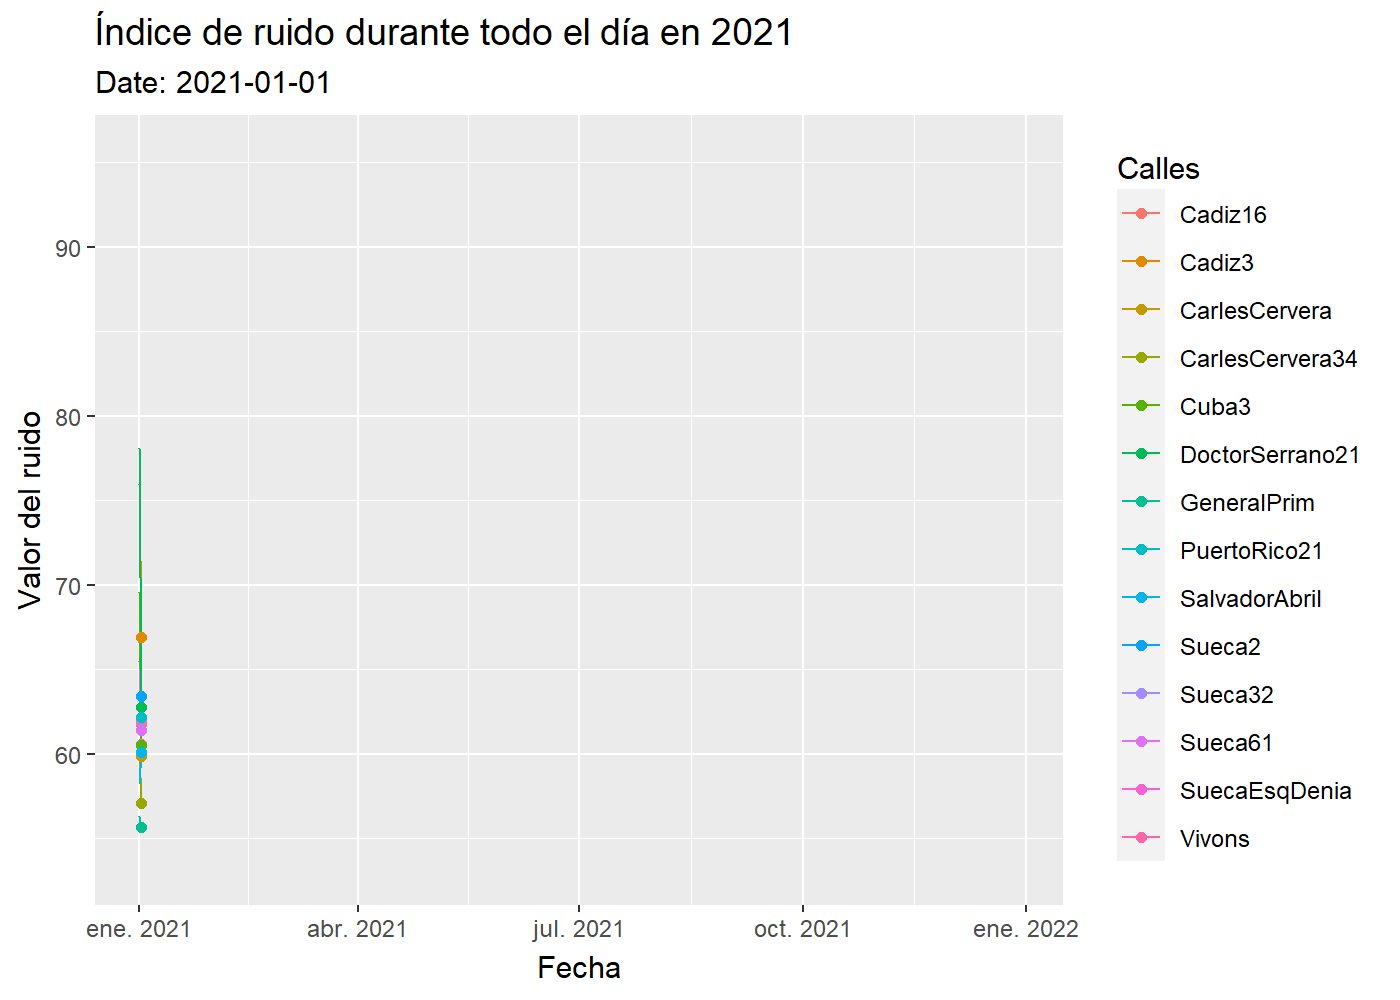 Índice de ruido durante todo el día en 2021
Date: 2021-01-01
Valor del ruido
90
80
70
60
ene. 2021
abr. 2021
jul. 2021
oct. 2021
ene. 2022
Fecha
Calles
Cadiz16
Cadiz3
CarlesCervera
CarlesCervera34
Cuba3
DoctorSerrano21
GeneralPrim
PuertoRico21
SalvadorAbril
Sueca2
Sueca32
Sueca61
SuecaEsqDenia
Vivons